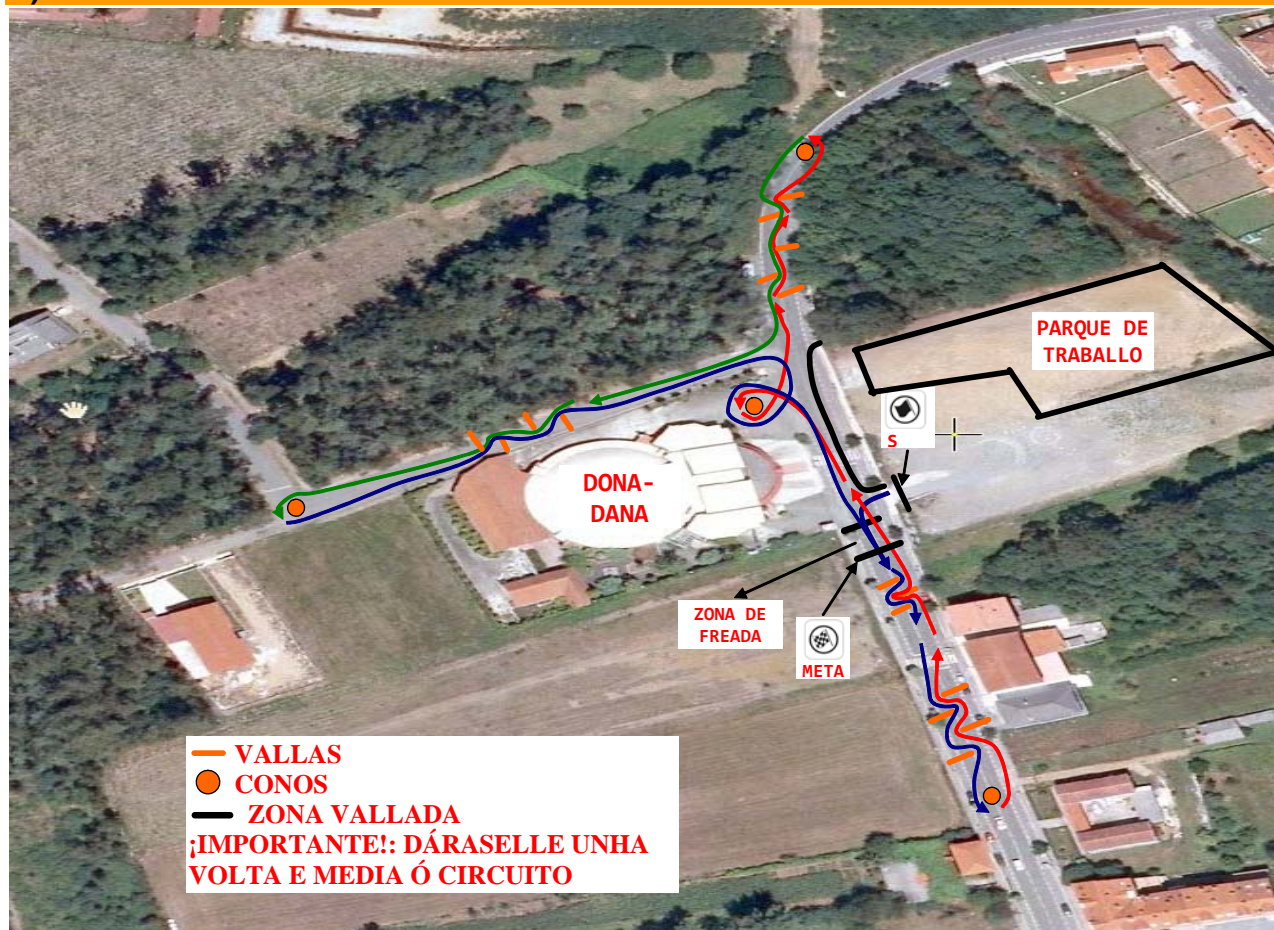 PARQUE DE
TRABALLO
S
DONA-
DANA
ZONA DE
FREADA
META
VALLAS
CONOS
ZONA VALLADA
¡IMPORTANTE!: DÁRASELLE UNHA
VOLTA E MEDIA Ó CIRCUITO